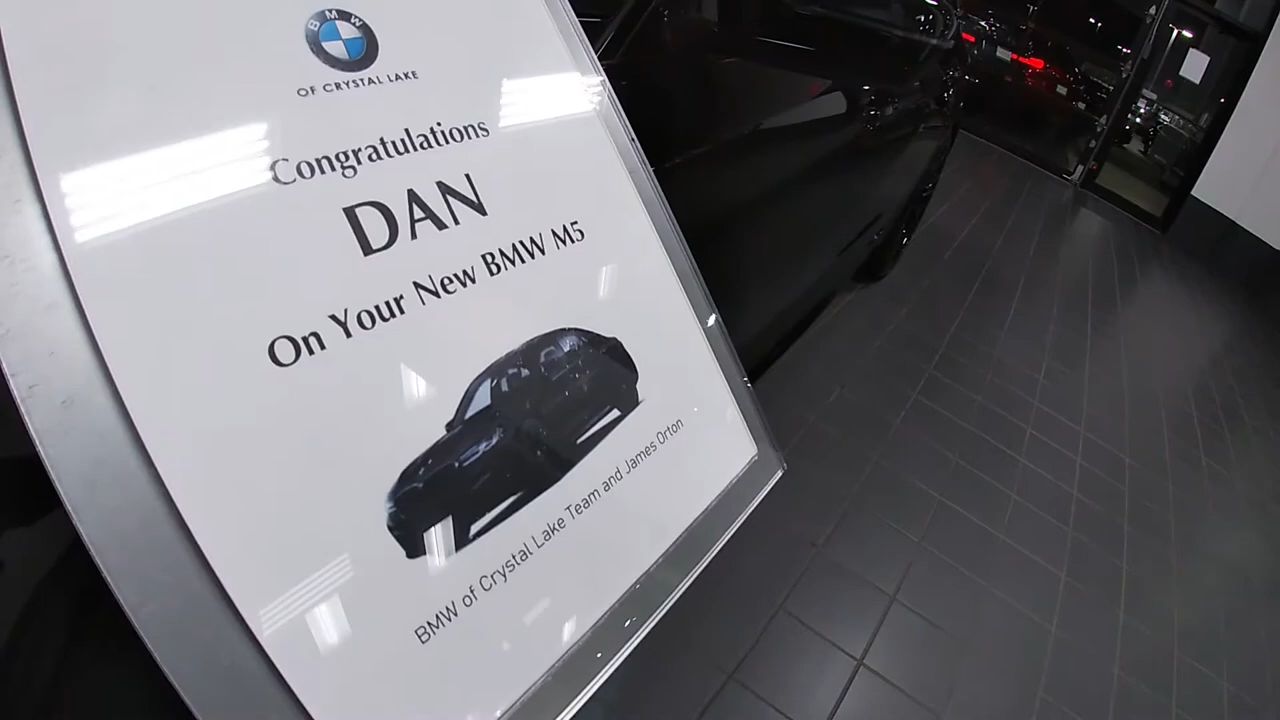 BMW
OF CRYSTAL LAKE
Congratulations
DAN
On Your New BMW M5
BMW of Crystal Lake Team and James Orton